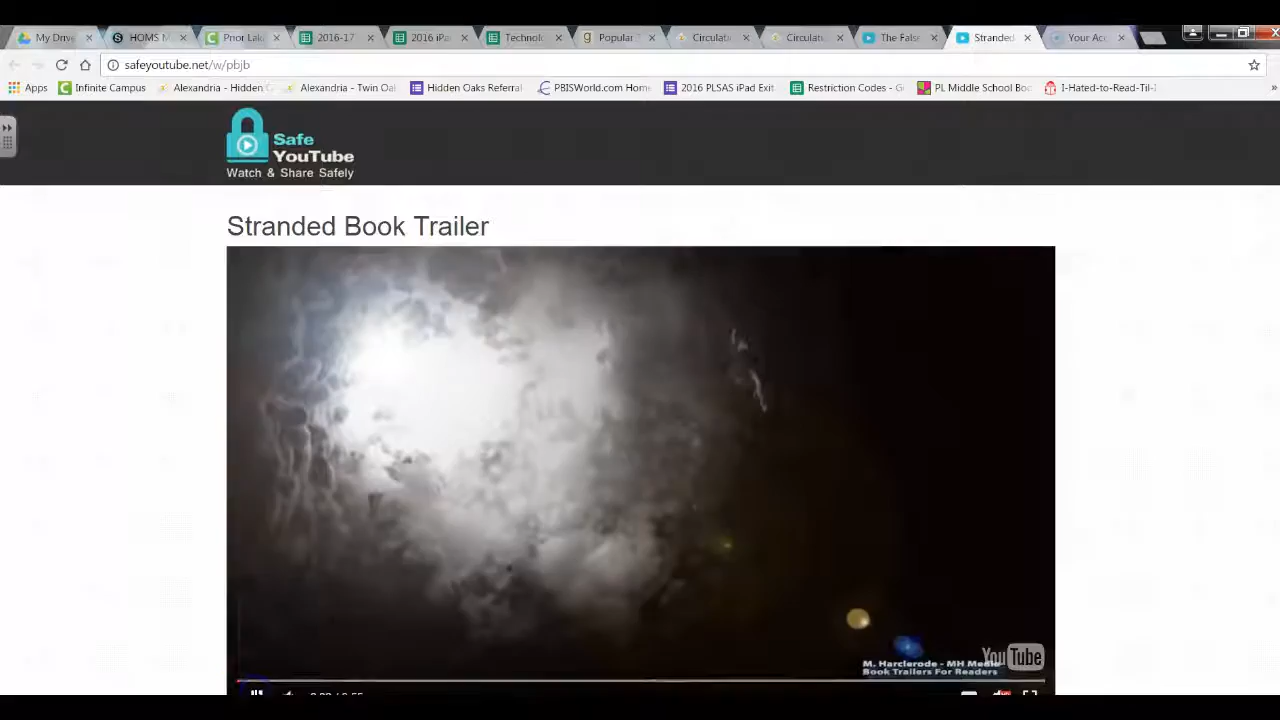 My Drive
HOMS M
Prior Lake
2016-17
2016 iPa
Technolo
Popular
Circulati
Circulati
The False
Stranded
Your Acc
safeyoutube.net/w/pbjb
Apps
Infinite Campus
Alexandria - Hidden
Alexandria - Twin Oak
Hidden Oaks Referral
PBISWorld.com Home
2016 PLSAS iPad Exit
Restriction Codes - G
PL Middle School Boo
I-Hated-to-Read-Til-I
Safe
YouTube
Watch & Share Safely
Stranded Book Trailer
M. Harclerode - MH Media
Book Trailers For Readers
YouTube